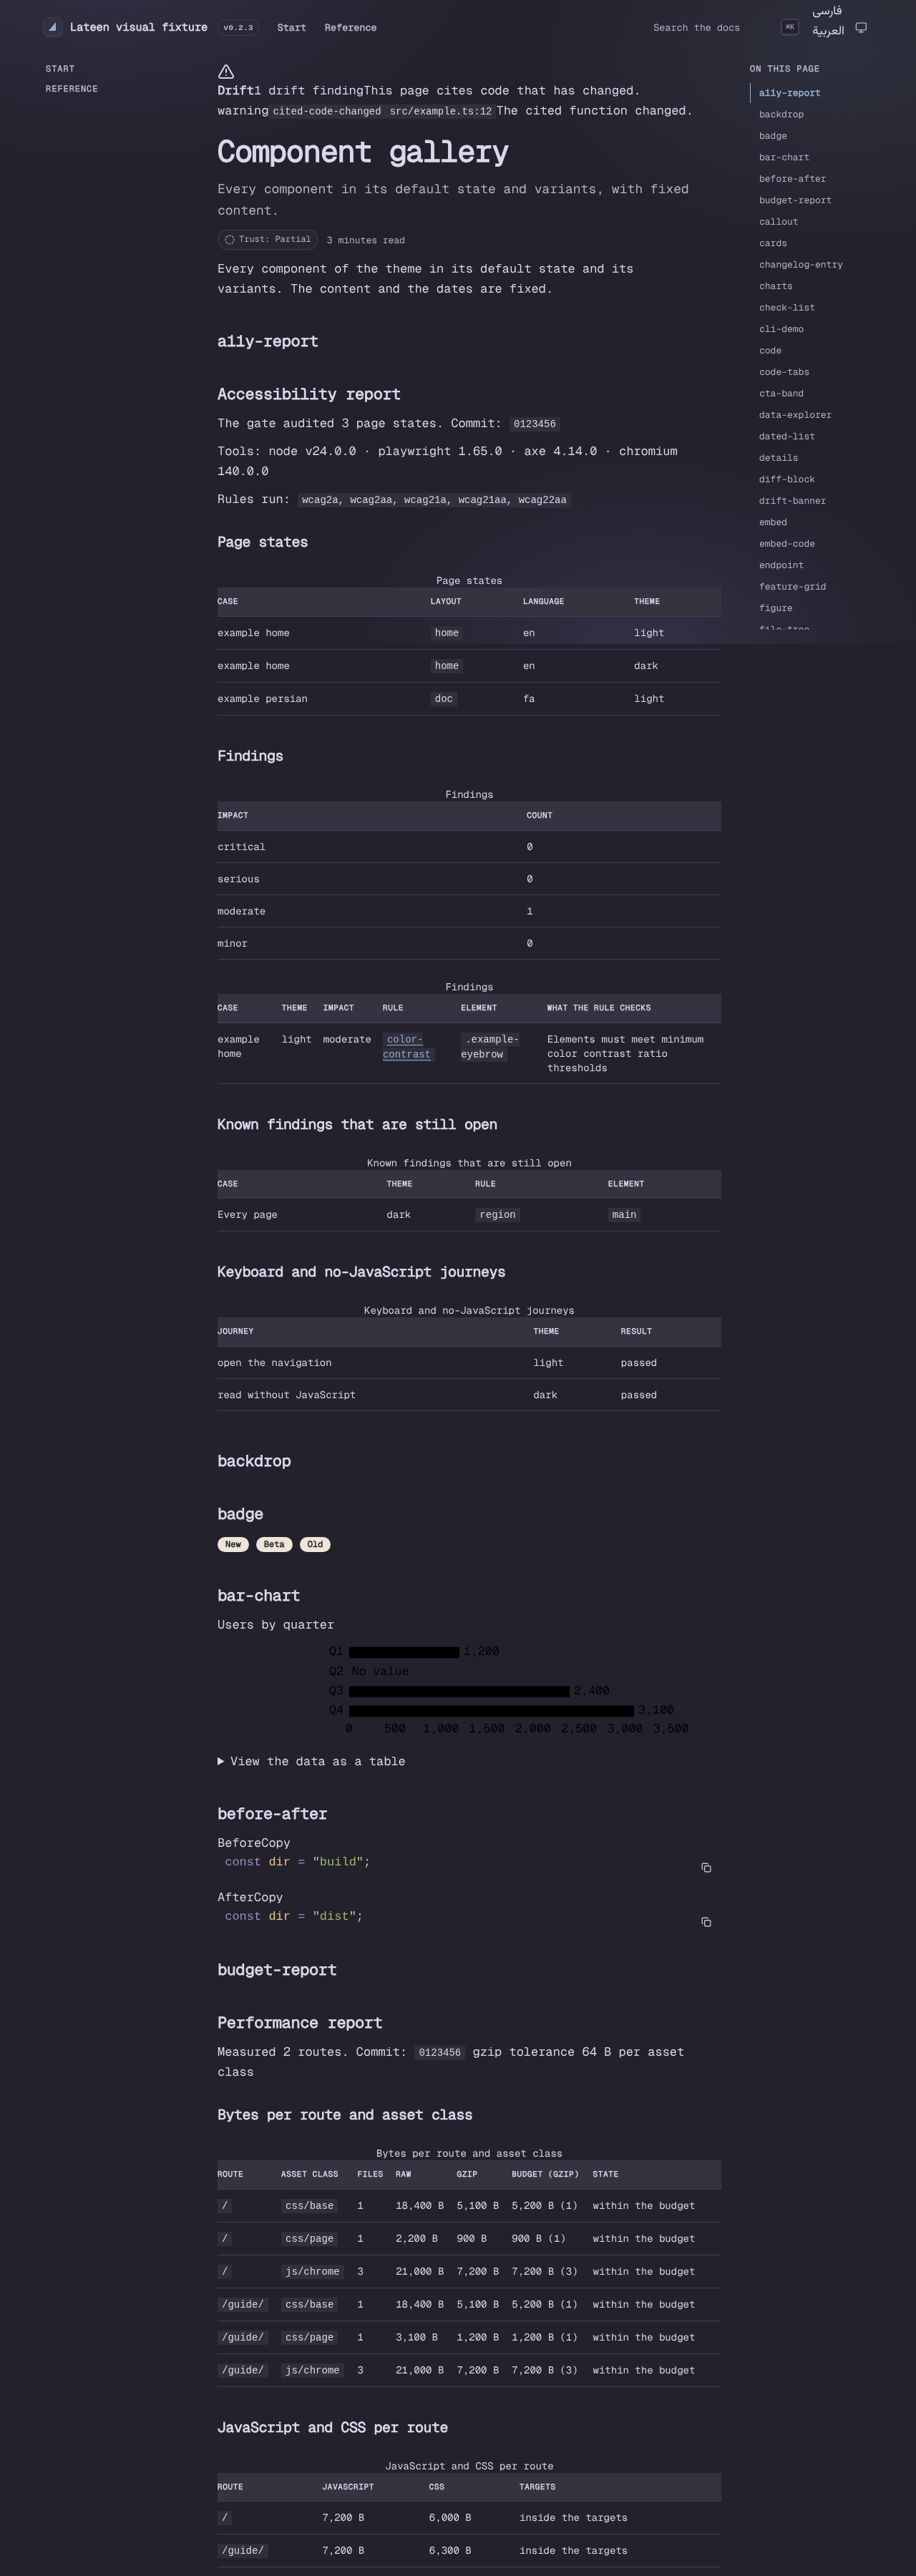 Lateen visual fixture v0.2.3 Start Reference Search the docs ⌘K فارسی
العربية
START
REFERENCE
Drift1 drift findingThis page cites code that has changed.
warning cited-code-changed src/example.ts:12 The cited function changed.
Component gallery
Every component in its default state and variants, with fixed
content.
Trust: Partial 3 minutes read
Every component of the theme in its default state and its
variants. The content and the dates are fixed.
a11y-report
Accessibility report
The gate audited 3 page states. Commit: 0123456
Tools: node v24.0.0 · playwright 1.65.0 · axe 4.14.0 · chromium
140.0.0
Rules run: wcag2a, wcag2aa, wcag21a, wcag21aa, wcag22aa
Page states
Page states
CASE LAYOUT LANGUAGE THEME
example home home en light
example home home en dark
example persian doc fa light
Findings
Findings
IMPACT COUNT
critical 0
serious 0
moderate 1
minor 0
Findings
CASE THEME IMPACT RULE ELEMENT WHAT THE RULE CHECKS
example light moderate color- .example- Elements must meet minimum
home contrast eyebrow color contrast ratio
thresholds
Known findings that are still open
Known findings that are still open
CASE THEME RULE ELEMENT
Every page dark region main
Keyboard and no-JavaScript journeys
Keyboard and no-JavaScript journeys
JOURNEY THEME RESULT
open the navigation light passed
read without JavaScript dark passed
backdrop
badge
New Beta Old
bar-chart
Users by quarter
Q1 1,200
Q2 No value
Q3 2,400
Q4 3,100
0 500 1,000 1,500 2,000 2,500 3,000 3,500
View the data as a table
before-after
BeforeCopy
const dir = "build";
AfterCopy
const dir = "dist";
budget-report
Performance report
Measured 2 routes. Commit: 0123456 gzip tolerance 64 B per asset
class
Bytes per route and asset class
Bytes per route and asset class
ROUTE ASSET CLASS FILES RAW GZIP BUDGET (GZIP) STATE
/ css/base 1 18,400 B 5,100 B 5,200 B (1) within the budget
/ css/page 1 2,200 B 900 B 900 B (1) within the budget
/ js/chrome 3 21,000 B 7,200 B 7,200 B (3) within the budget
/guide/ css/base 1 18,400 B 5,100 B 5,200 B (1) within the budget
/guide/ css/page 1 3,100 B 1,200 B 1,200 B (1) within the budget
/guide/ js/chrome 3 21,000 B 7,200 B 7,200 B (3) within the budget
JavaScript and CSS per route
JavaScript and CSS per route
ROUTE JAVASCRIPT CSS TARGETS
/ 7,200 B 6,000 B inside the targets
/guide/ 7,200 B 6,300 B inside the targets
ON THIS PAGE
a11y-report
backdrop
badge
bar-chart
before-after
budget-report
callout
cards
changelog-entry
charts
check-list
cli-demo
code
code-tabs
cta-band
data-explorer
dated-list
details
diff-block
drift-banner
embed
embed-code
endpoint
feature-grid
figure
file-tree